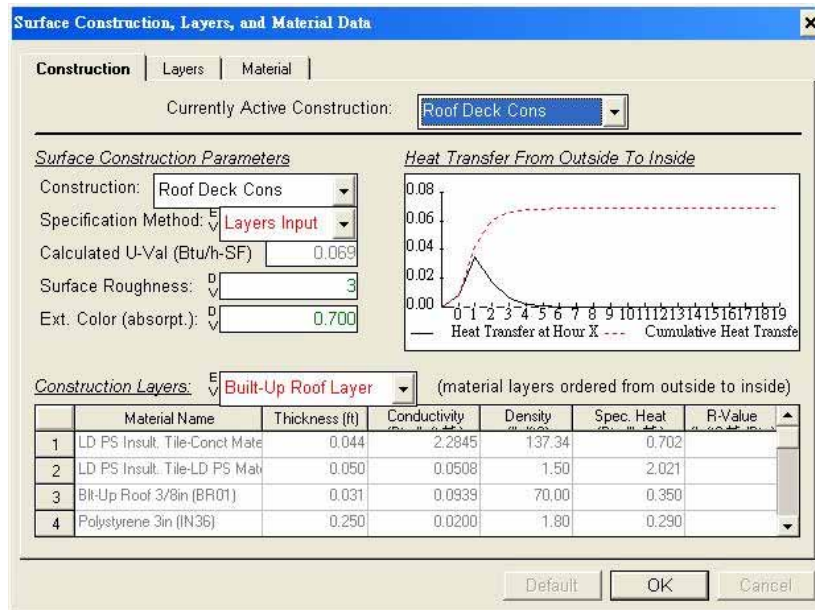 Surface Construction, Layers, and Material Data
Construction Layers Material
Currently Active Construction: Roof Deck Cons
Surface Construction Parameters
Construction: Roof Deck Cons
Specification Method: E Layers Input
Calculated U-Val (Btu/h-SF) 0.069
Surface Roughness: D 3
Ext. Color (absorpt.): D 0.700
Heat Transfer From Outside To Inside
0.08
0.06
0.04
0.02
0.00
0 1 2 3 4 5 6 7 8 9 10 11 12 13 14 15 16 17 18 19
Heat Transfer at Hour X Cumulative Heat Transfe
Construction Layers: E Built-Up Roof Layer (material layers ordered from outside to inside)
Material Name Thickness (ft) Conductivity Density Spec. Heat R-Value
1 LD PS Insult. Tile-Conct Mate 0.044 2.2845 137.34 0.702
2 LD PS Insult. Tile-LD PS Mate 0.050 0.0508 1.50 2.021
3 Blt-Up Roof 3/8in (BR01) 0.031 0.0939 70.00 0.350
4 Polystyrene 3in (IN36) 0.250 0.0200 1.80 0.290
Default OK Cancel